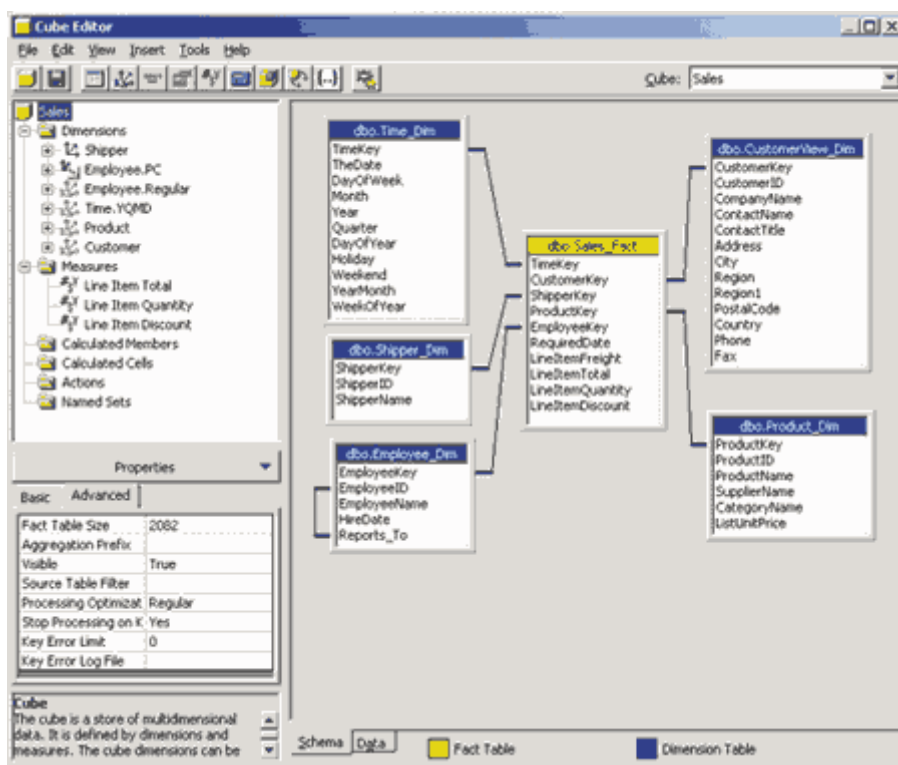 Cube Editor
File Edit View Insert Tools Help
Cube: Sales
Sales
Dimensions
Shipper
Employee.PC
Employee.Regular
Time.YQMD
Product
Customer
Measures
Line Item Total
Line Item Quantity
Line Item Discount
Calculated Members
Calculated Cells
Actions
Named Sets
Properties
Basic Advanced
Fact Table Size 2082
Aggregation Prefix
Visible True
Source Table Filter
Processing Optimizat Regular
Stop Processing on K Yes
Key Error Limit 0
Key Error Log File
Cube
The cube is a store of multidimensional
data. It is defined by dimensions and
measures. The cube dimensions can be
dbo.Time_Dim
TimeKey
TheDate
DayOfWeek
Month
Year
Quarter
DayOfYear
Holiday
Weekend
YearMonth
WeekOfYear
dbo.Shipper_Dim
ShipperKey
ShipperID
ShipperName
dbo.Employee_Dim
EmployeeKey
EmployeeID
EmployeeName
HireDate
Reports_To
dbo.Sales_Fact
TimeKey
CustomerKey
ShipperKey
ProductKey
EmployeeKey
RequiredDate
LineItemFreight
LineItemTotal
LineItemQuantity
LineItemDiscount
dbo.CustomerView_Dim
CustomerKey
CustomerID
CompanyName
ContactName
ContactTitle
Address
City
Region
Region1
PostalCode
Country
Phone
Fax
dbo.Product_Dim
ProductKey
ProductID
ProductName
SupplierName
CategoryName
ListUnitPrice
Schema Data
Fact Table
Dimension Table